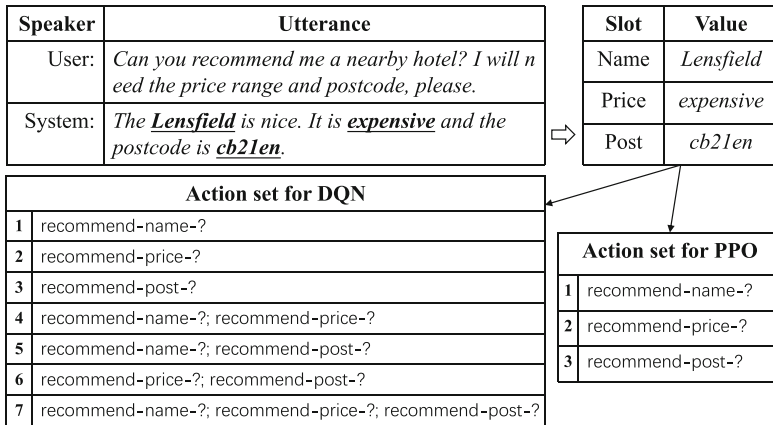 Speaker Utterance
User: Can you recommend me a nearby hotel? I will n
eed the price range and postcode, please.
System: The Lensfield is nice. It is expensive and the
postcode is cb21en.
Slot Value
Name Lensfield
Price expensive
Post cb21en
Action set for DQN
1 recommend-name-?
2 recommend-price-?
3 recommend-post-?
4 recommend-name-?; recommend-price-?
5 recommend-name-?; recommend-post-?
6 recommend-price-?; recommend-post-?
7 recommend-name-?; recommend-price-?; recommend-post-?
Action set for PPO
1 recommend-name-?
2 recommend-price-?
3 recommend-post-?